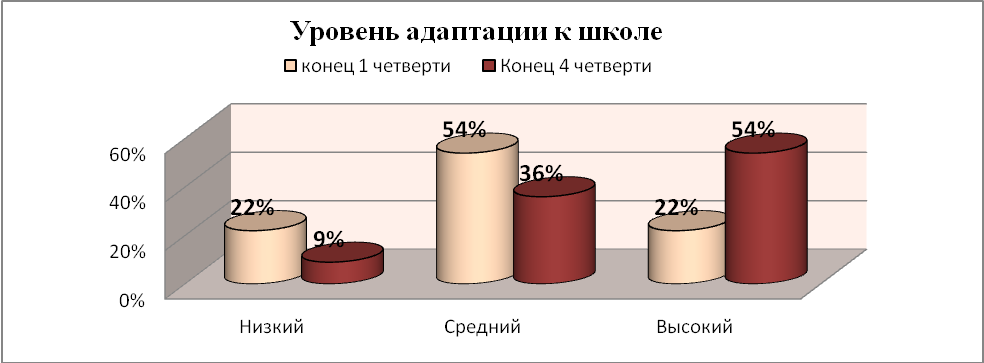 Уровень адаптации к школе
конец 1 четверти Конец 4 четверти
54% 54%
60%
36%
40% 22% 22%
9%
20%
0%
Низкий Средний Высокий